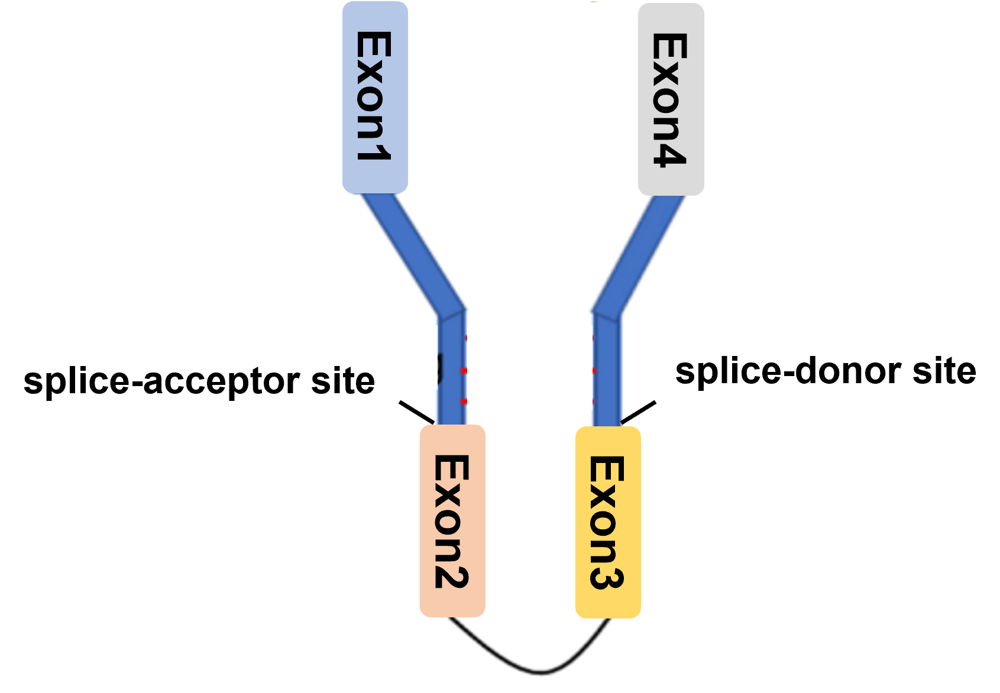 Exon1
Exon4
splice-acceptor site
splice-donor site
Exon2
Exon3